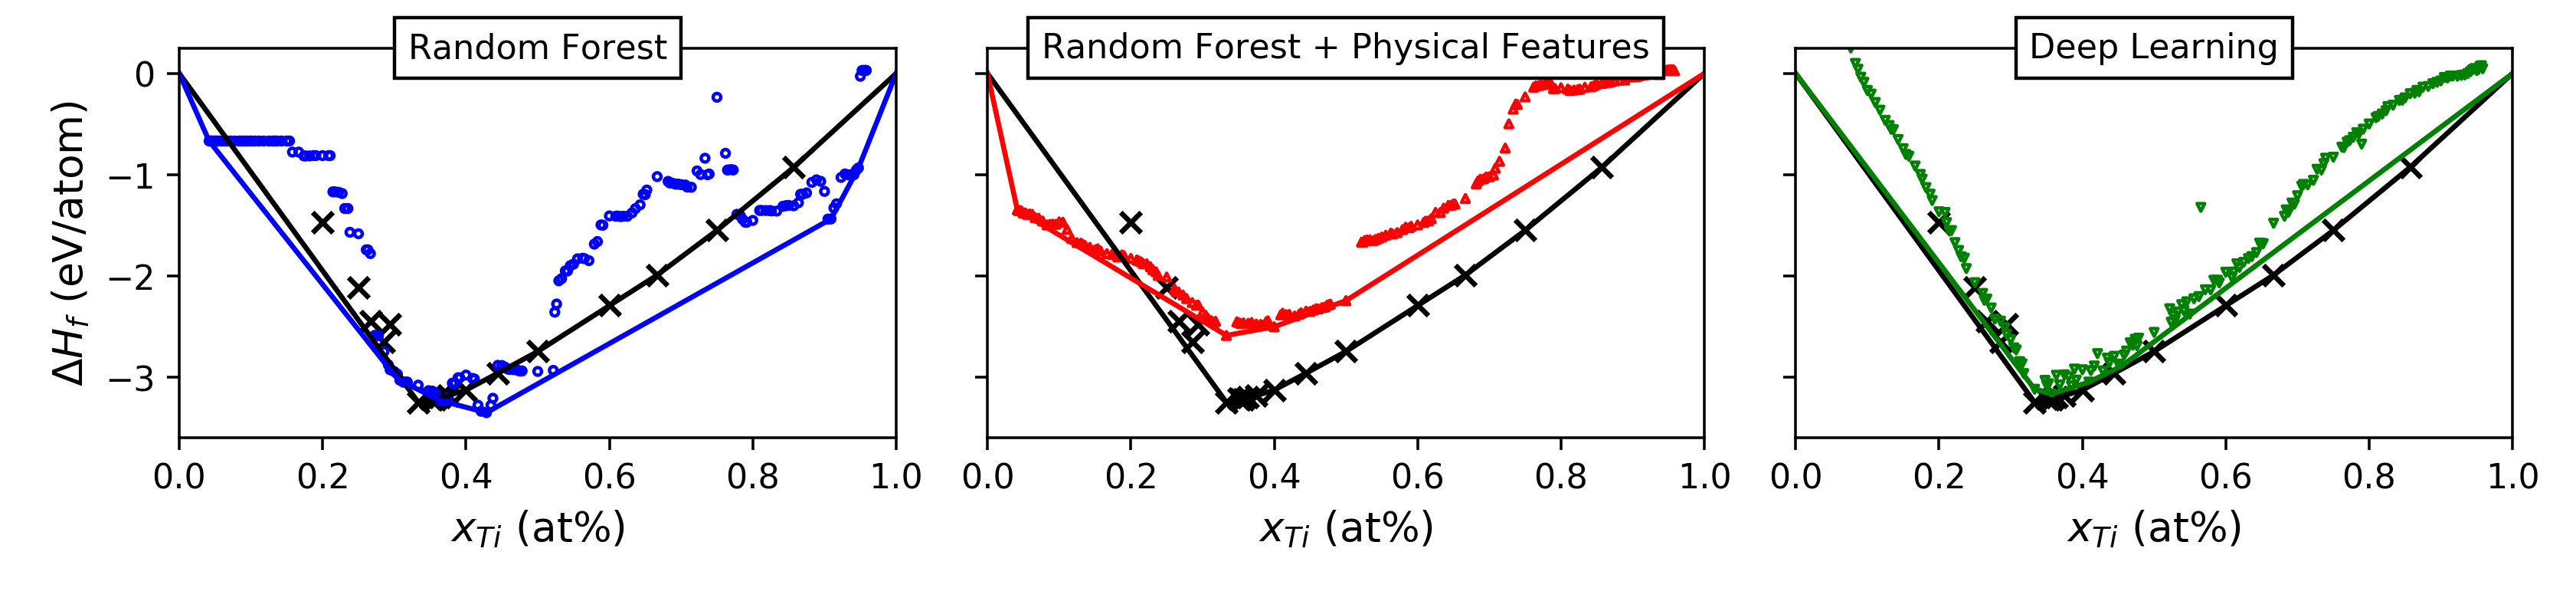 Random Forest
Random Forest + Physical Features
Deep Learning
ΔH_f (eV/atom)
0
−1
−2
−3
0.0 0.2 0.4 0.6 0.8 1.0
0.0 0.2 0.4 0.6 0.8 1.0
0.0 0.2 0.4 0.6 0.8 1.0
x_Ti (at%)
x_Ti (at%)
x_Ti (at%)